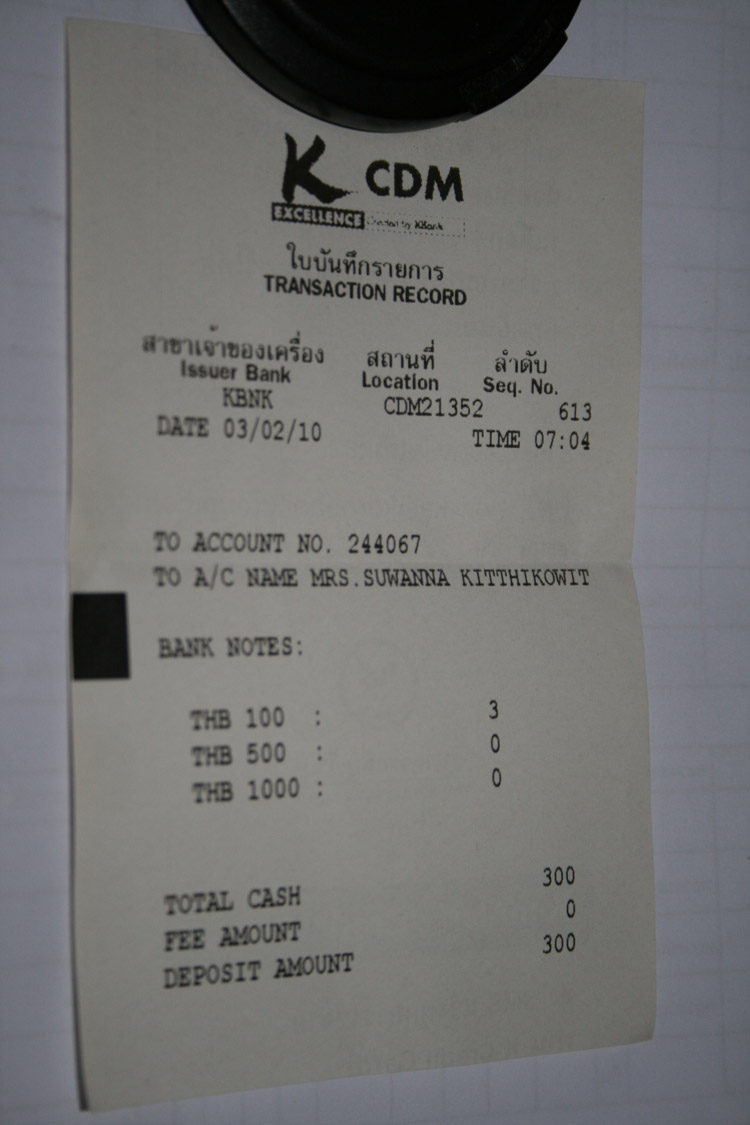 K CDM
EXCELLENCE Created by KBank
ใบบันทึกรายการ
TRANSACTION RECORD
สาขาเจ้าของเครื่อง สถานที่ ลำดับ
Issuer Bank Location Seq. No.
KBNK CDM21352 613
DATE 03/02/10 TIME 07:04
TO ACCOUNT NO. 244067
TO A/C NAME MRS.SUWANNA KITTHIKOWIT
BANK NOTES:
THB 100 : 3
THB 500 : 0
THB 1000 : 0
TOTAL CASH 300
FEE AMOUNT 0
DEPOSIT AMOUNT 300